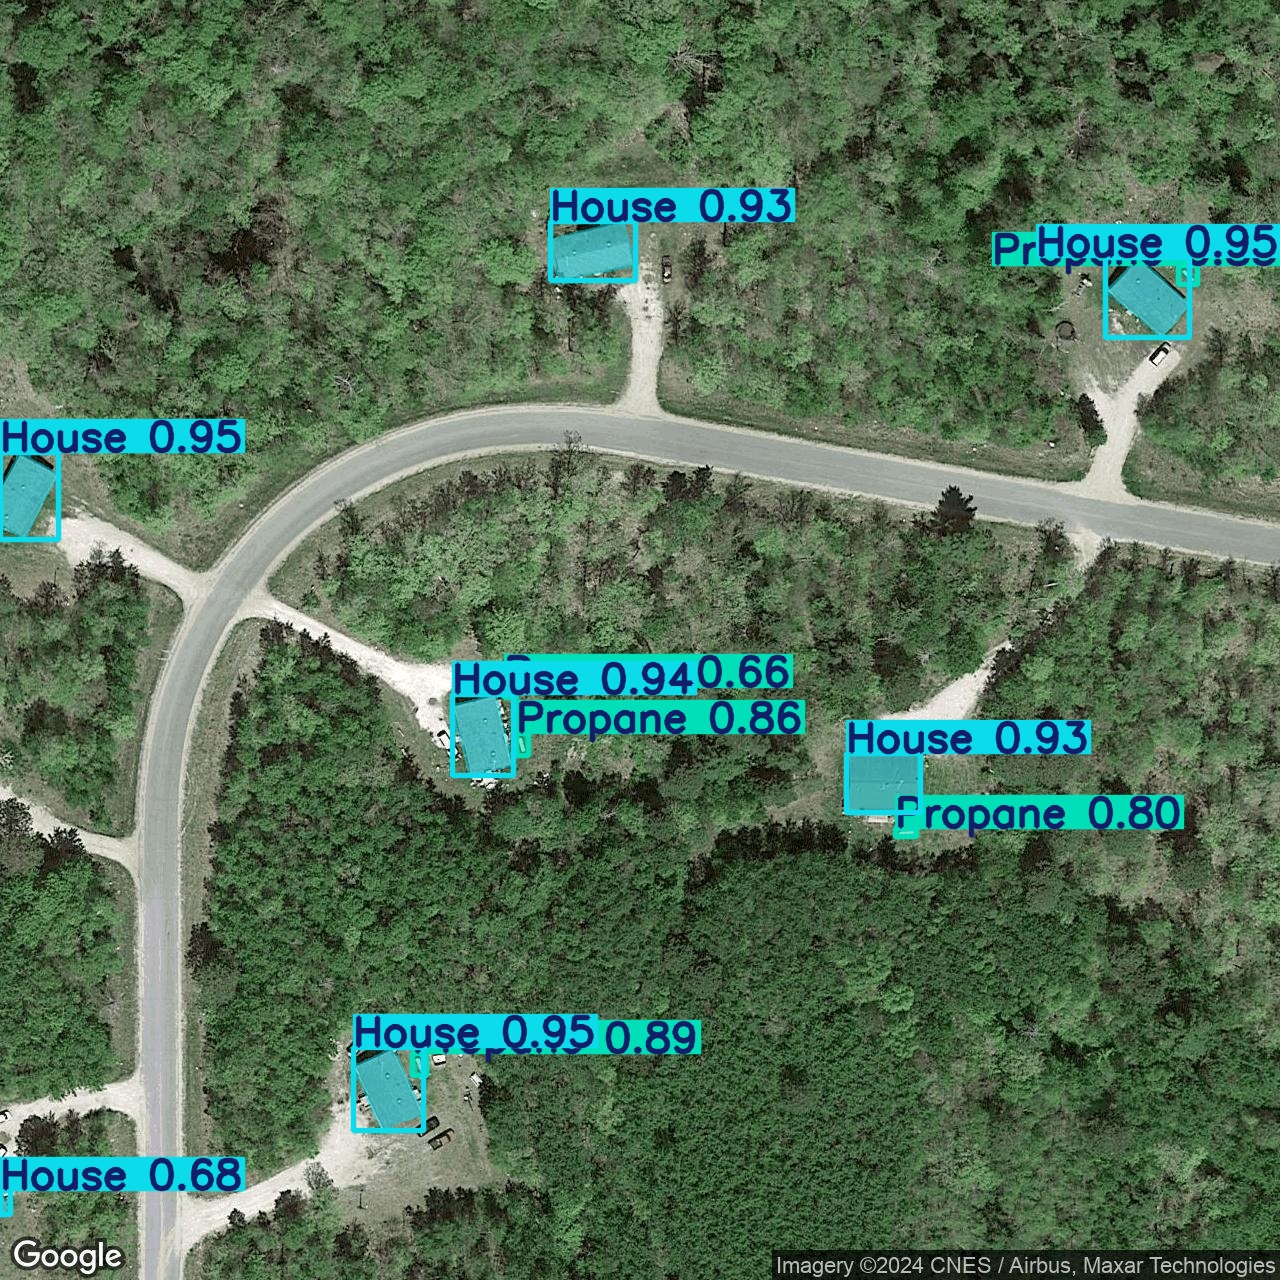 House 0.93
House 0.95
House 0.95
0.66
House 0.94
Propane 0.86
House 0.93
Propane 0.80
House 0.95
0.89
House 0.68
Google
Imagery ©2024 CNES / Airbus, Maxar Technologies